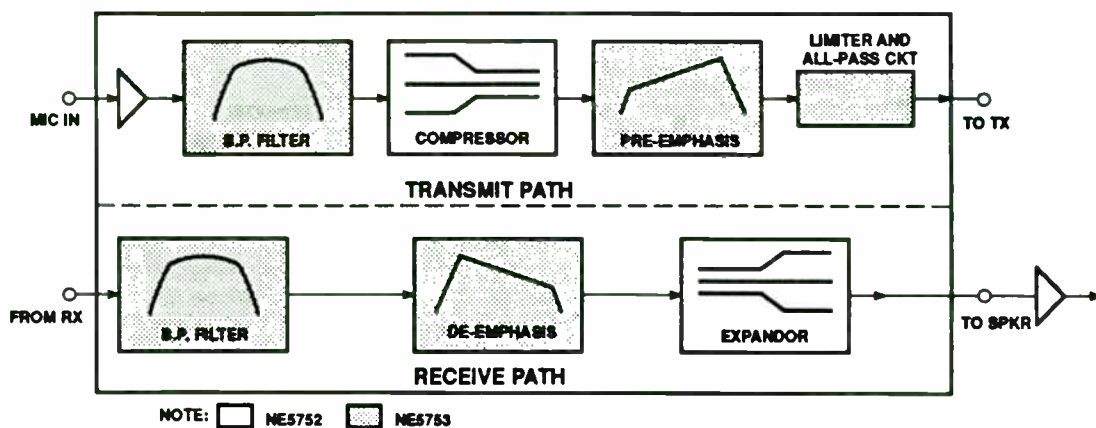 LIMITER AND
ALL-PASS CKT
MIC IN
B.P. FILTER
COMPRESSOR
PRE-EMPHASIS
TO TX
TRANSMIT PATH
FROM RX
B.P. FILTER
DE-EMPHASIS
EXPANDOR
TO SPKR
RECEIVE PATH
NOTE: NE5752 NE5753